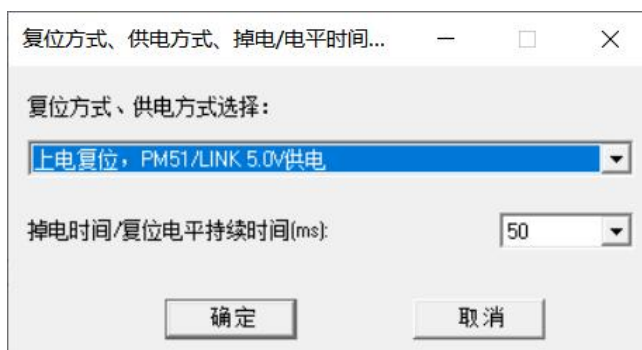 复位方式、供电方式、掉电/电平时间...
复位方式、供电方式选择：
上电复位，PM51/LINK 5.0V供电
掉电时间/复位电平持续时间(ms): 50
确定 取消